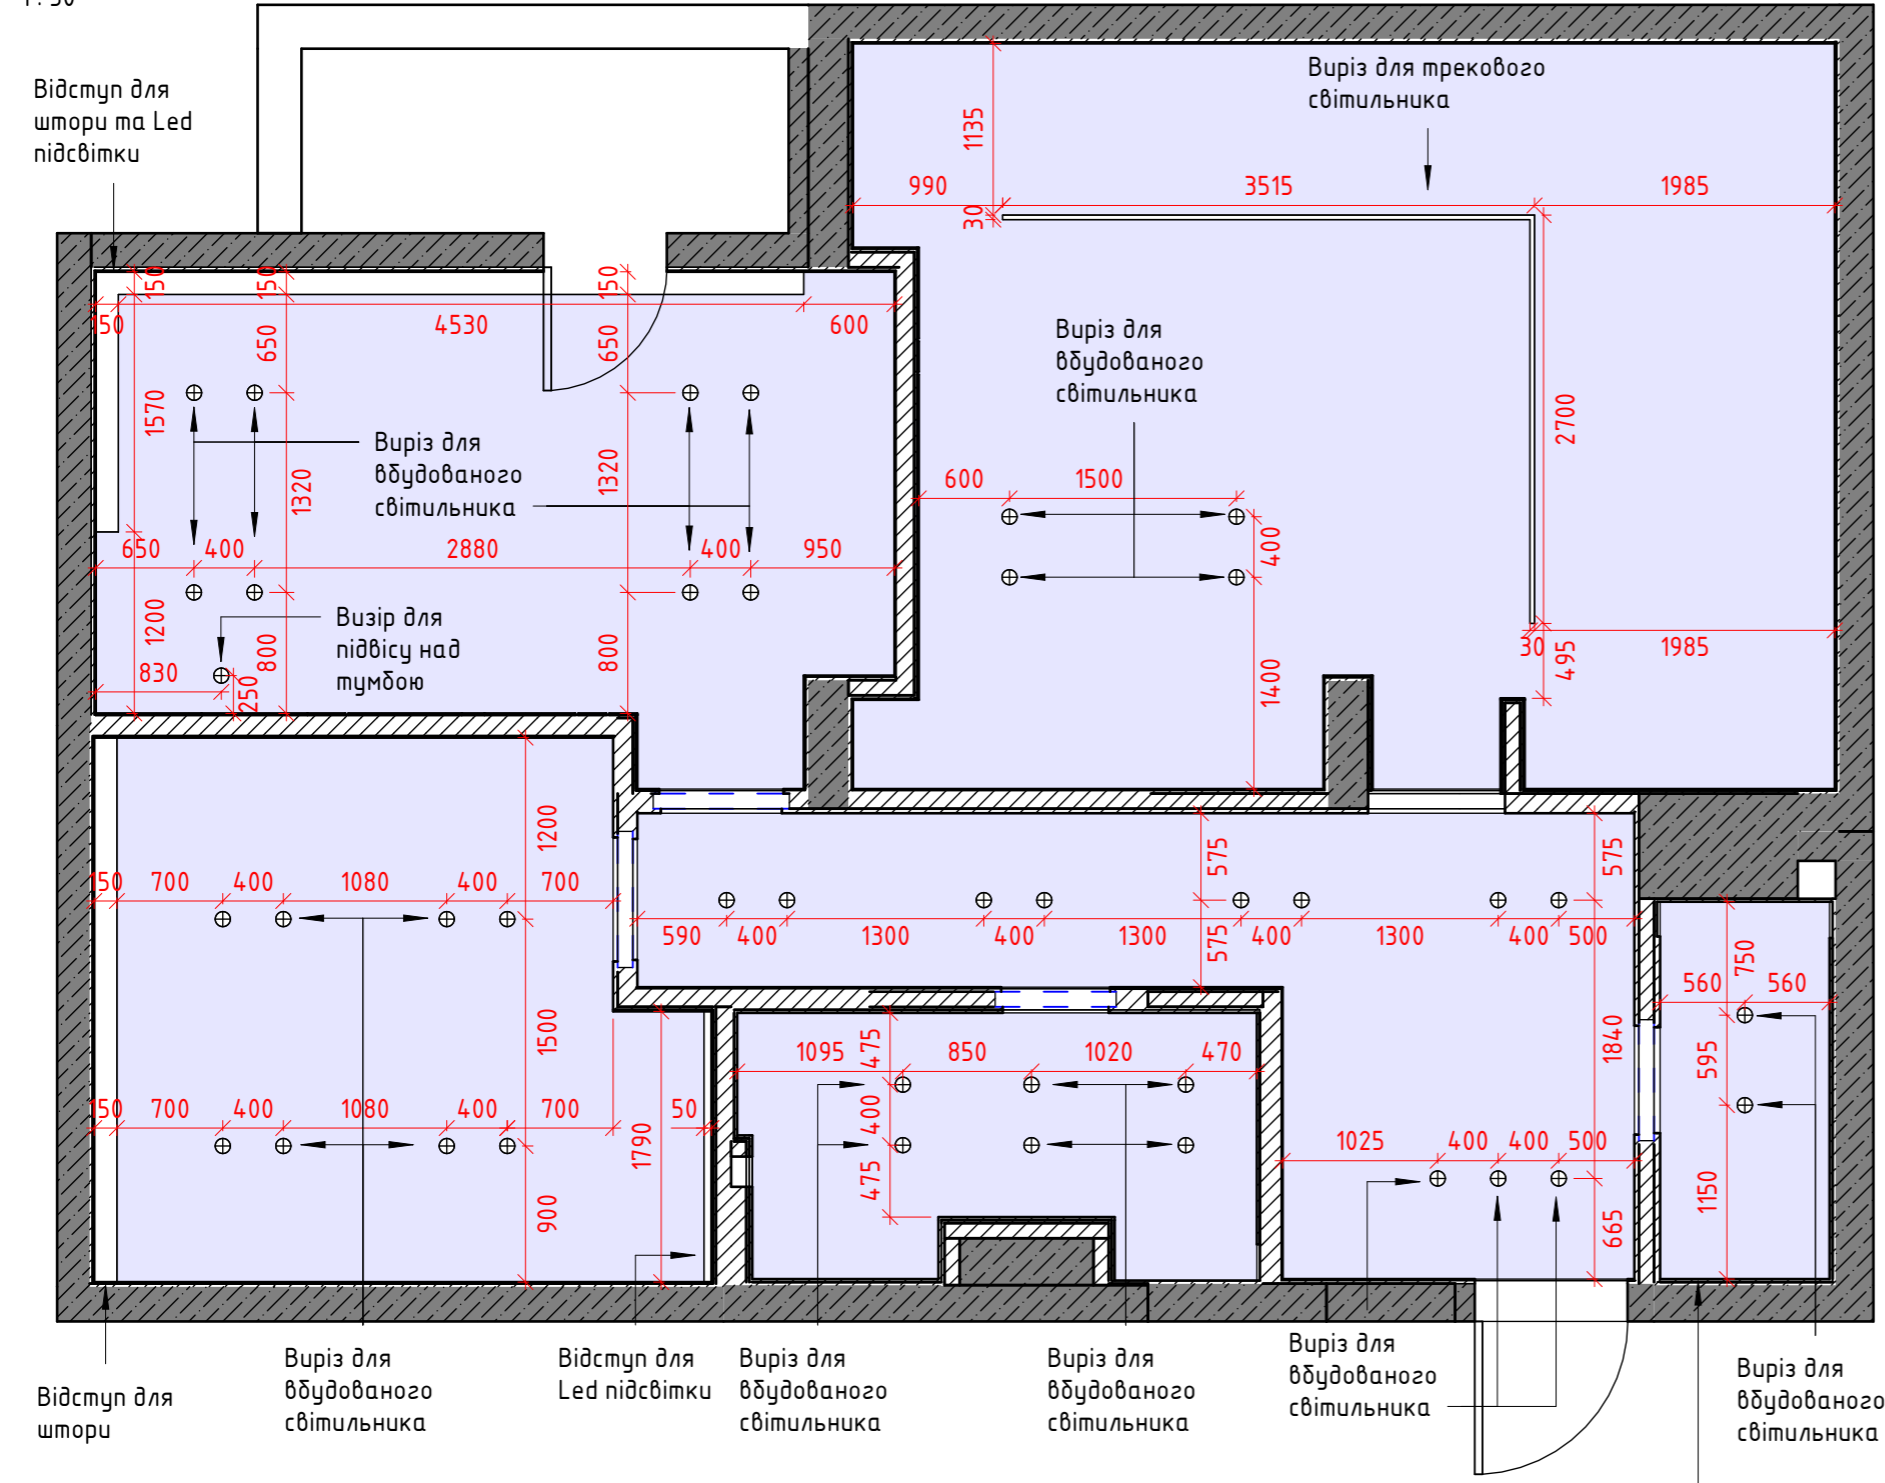 1:50
Відступ для
штори та Led
підсвітки
Виріз для трекового
світильника
1135
990
3515
1985
30
150
150
150
150
4530
600
650
650
Виріз для
вбудованого
світильника
1570
2700
Виріз для
вбудованого
світильника
1320
1320
600
1500
400
650
400
2880
400
950
1200
Визір для
підвісу над
тумбою
800
800
830
250
1400
30
495
1985
1200
575
575
150
700
400
1080
400
700
590
400
1300
400
1300
575
400
1300
400
500
750
560
560
1500
475
1095
850
1020
470
1840
595
150
700
400
1080
400
700
50
400
1790
475
1025
400
400
500
1150
900
665
Відступ для
штори
Виріз для
вбудованого
світильника
Відступ для
Led підсвітки
Виріз для
вбудованого
світильника
Виріз для
вбудованого
світильника
Виріз для
вбудованого
світильника
Виріз для
вбудованого
світильника